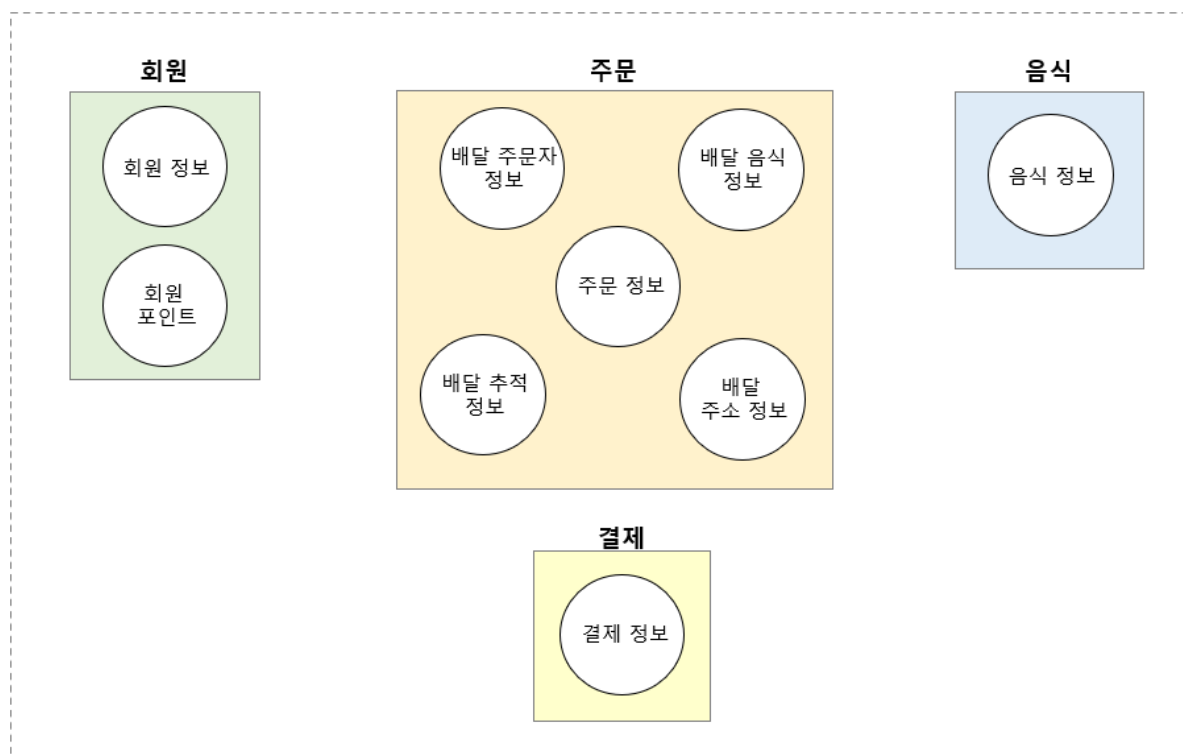 회원
회원 정보
회원
포인트
주문
배달 주문자
정보
배달 음식
정보
주문 정보
배달 추적
정보
배달
주소 정보
음식
음식 정보
결제
결제 정보